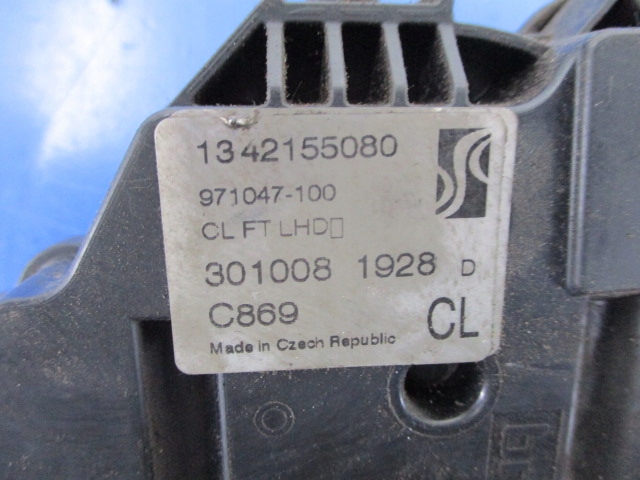 1342155080
971047-100
CL FT LHD
301008 1928 D
C869
CL
Made in Czech Republic